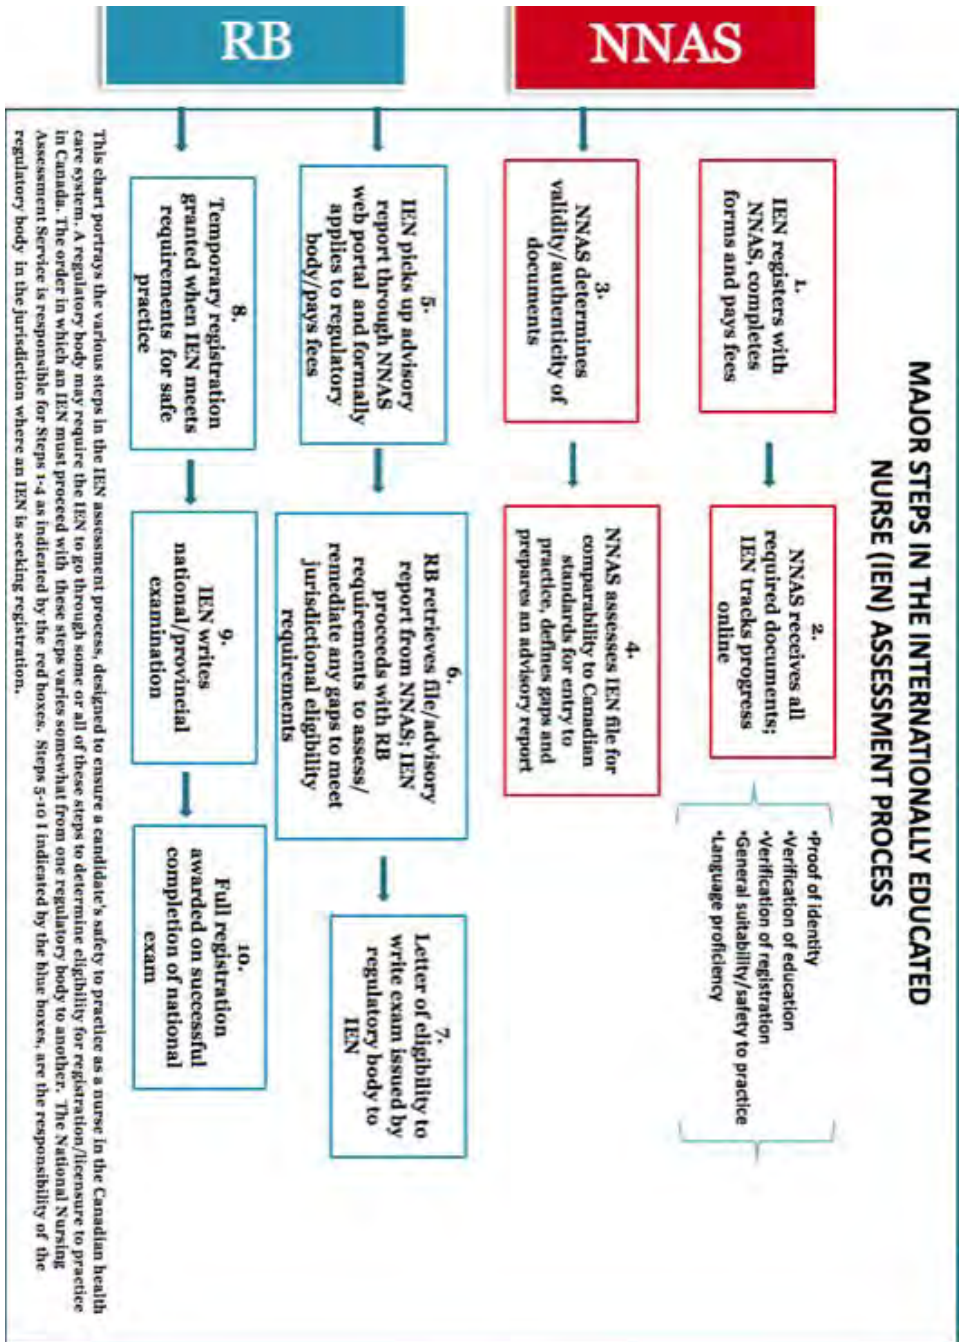 MAJOR STEPS IN THE INTERNATIONALLY EDUCATED
NURSE (IEN) ASSESSMENT PROCESS
NNAS
1.
IEN registers with
NNAS, completes
forms and pays fees
2.
NNAS receives all
required documents;
IEN tracks progress
online
•Proof of identity
•Verification of education
•Verification of registration
•General suitability/safety to practice
•Language proficiency
3.
NNAS determines
validity/authenticity of
documents
4.
NNAS assesses IEN file for
comparability to Canadian
standards for entry to
practice, defines gaps and
prepares an advisory report
RB
5.
IEN picks up advisory
report through NNAS
web portal and formally
applies to regulatory
body/pays fees
6.
RB retrieves file/advisory
report from NNAS; IEN
proceeds with RB
requirements to assess/
remediate any gaps to meet
jurisdictional eligibility
requirements
7.
Letter of eligibility to
write exam issued by
regulatory body to
IEN
8.
Temporary registration
granted when IEN meets
requirements for safe
practice
9.
IEN writes
national/provincial
examination
10.
Full registration
awarded on successful
completion of national
exam
This chart portrays the various steps in the IEN assessment process, designed to ensure a candidate's safety to practice as a nurse in the Canadian health
care system. A regulatory body may require the IEN to go through some or all of these steps to determine eligibility for registration/licensure to practice
in Canada. The order in which an IEN must proceed with these steps varies somewhat from one regulatory body to another. The National Nursing
Assessment Service is responsible for Steps 1-4 as indicated by the red boxes. Steps 5-10 I indicated by the blue boxes, are the responsibility of the
regulatory body in the jurisdiction where an IEN is seeking registration.